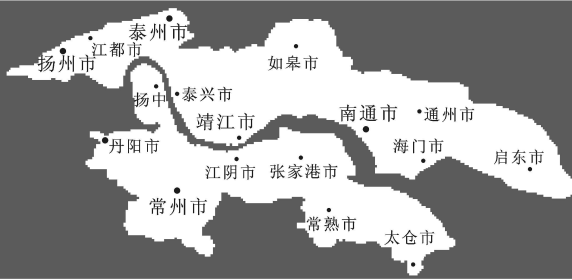 泰州市
江都市
扬州市
如皋市
扬中
泰兴市
靖江市
南通市
通州市
丹阳市
海门市
启东市
江阴市
张家港市
常州市
常熟市
太仓市